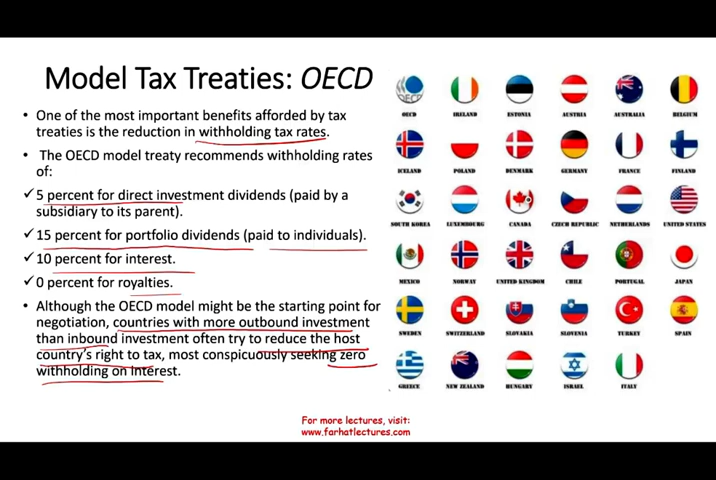 Model Tax Treaties: OECD
• One of the most important benefits afforded by tax
treaties is the reduction in withholding tax rates.
• The OECD model treaty recommends withholding rates
of:
✓ 5 percent for direct investment dividends (paid by a
subsidiary to its parent).
✓ 15 percent for portfolio dividends (paid to individuals).
✓ 10 percent for interest.
✓ 0 percent for royalties.
• Although the OECD model might be the starting point for
negotiation, countries with more outbound investment
than inbound investment often try to reduce the host
country's right to tax, most conspicuously seeking zero
withholding on interest.
OECD
OECD IRELAND ESTONIA AUSTRIA AUSTRALIA BELGIUM
ICELAND POLAND DENMARK GERMANY FRANCE FINLAND
SOUTH KOREA LUXEMBOURG CANADA CZECH REPUBLIC NETHERLANDS UNITED STATES
MEXICO NORWAY UNITED KINGDOM CHILE PORTUGAL JAPAN
SWEDEN SWITZERLAND SLOVAKIA SLOVENIA TURKEY SPAIN
GREECE NEW ZEALAND HUNGARY ISRAEL ITALY
For more lectures, visit:
www.farhatlectures.com